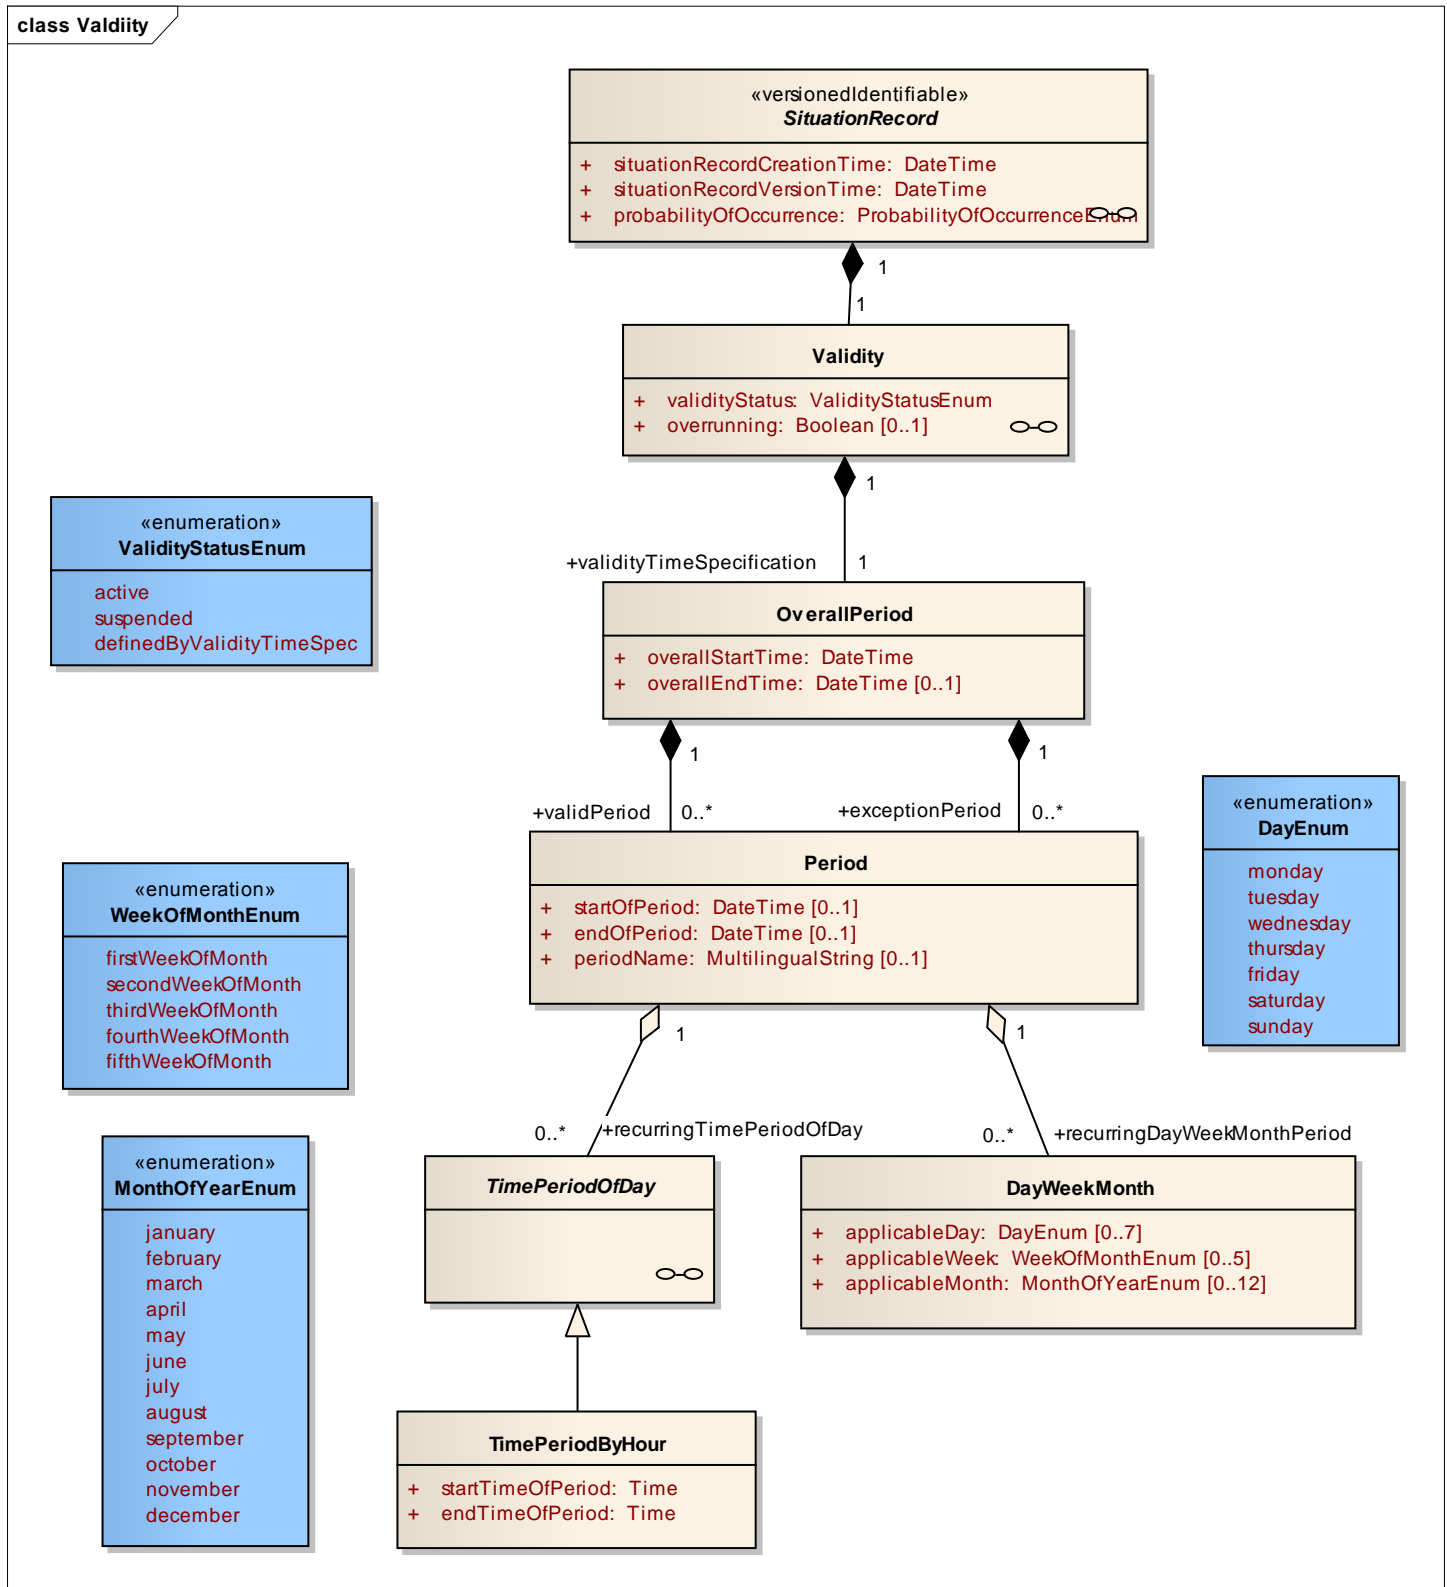 class Valdiity
«versionedIdentifiable»
SituationRecord
+ situationRecordCreationTime: DateTime
+ situationRecordVersionTime: DateTime
+ probabilityOfOccurrence: ProbabilityOfOccurrenceEnum
1
1
Validity
+ validityStatus: ValidityStatusEnum
+ overrunning: Boolean [0..1]
1
+validityTimeSpecification 1
«enumeration»
ValidityStatusEnum
active
suspended
definedByValidityTimeSpec
OverallPeriod
+ overallStartTime: DateTime
+ overallEndTime: DateTime [0..1]
1 1
+validPeriod 0..* +exceptionPeriod 0..*
«enumeration»
DayEnum
monday
tuesday
wednesday
thursday
friday
saturday
sunday
Period
+ startOfPeriod: DateTime [0..1]
+ endOfPeriod: DateTime [0..1]
+ periodName: MultilingualString [0..1]
«enumeration»
WeekOfMonthEnum
firstWeekOfMonth
secondWeekOfMonth
thirdWeekOfMonth
fourthWeekOfMonth
fifthWeekOfMonth
1 1
0..* +recurringTimePeriodOfDay 0..* +recurringDayWeekMonthPeriod
«enumeration»
MonthOfYearEnum
january
february
march
april
may
june
july
august
september
october
november
december
TimePeriodOfDay
DayWeekMonth
+ applicableDay: DayEnum [0..7]
+ applicableWeek: WeekOfMonthEnum [0..5]
+ applicableMonth: MonthOfYearEnum [0..12]
TimePeriodByHour
+ startTimeOfPeriod: Time
+ endTimeOfPeriod: Time